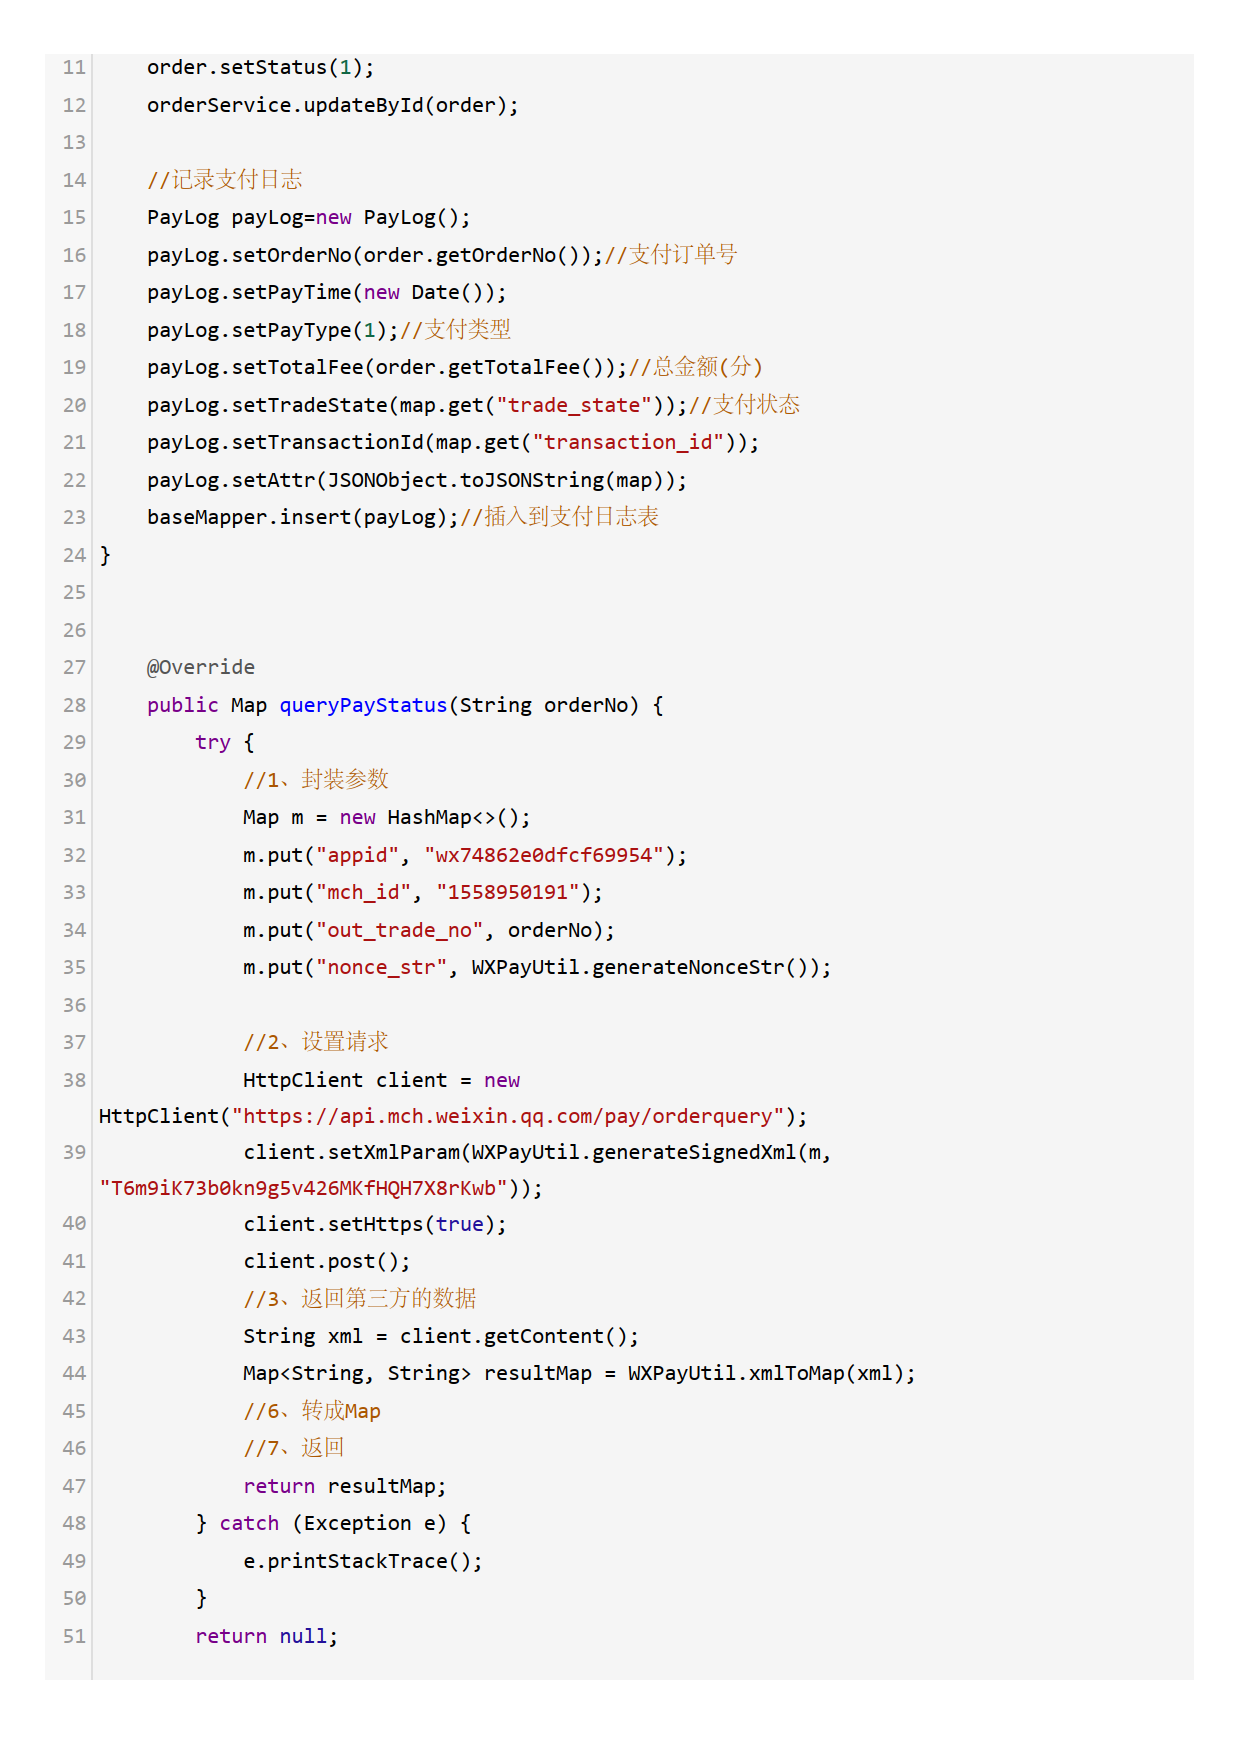 11 order.setStatus(1);
12 orderService.updateById(order);
13
14 //记录支付日志
15 PayLog payLog=new PayLog();
16 payLog.setOrderNo(order.getOrderNo());//支付订单号
17 payLog.setPayTime(new Date());
18 payLog.setPayType(1);//支付类型
19 payLog.setTotalFee(order.getTotalFee());//总金额(分)
20 payLog.setTradeState(map.get("trade_state"));//支付状态
21 payLog.setTransactionId(map.get("transaction_id"));
22 payLog.setAttr(JSONObject.toJSONString(map));
23 baseMapper.insert(payLog);//插入到支付日志表
24 }
25
26
27 @Override
28 public Map queryPayStatus(String orderNo) {
29 try {
30 //1、封装参数
31 Map m = new HashMap<>();
32 m.put("appid", "wx74862e0dfcf69954");
33 m.put("mch_id", "1558950191");
34 m.put("out_trade_no", orderNo);
35 m.put("nonce_str", WXPayUtil.generateNonceStr());
36
37 //2、设置请求
38 HttpClient client = new
HttpClient("https://api.mch.weixin.qq.com/pay/orderquery");
39 client.setXmlParam(WXPayUtil.generateSignedXml(m,
"T6m9iK73b0kn9g5v426MKfHQH7X8rKwb"));
40 client.setHttps(true);
41 client.post();
42 //3、返回第三方的数据
43 String xml = client.getContent();
44 Map<String, String> resultMap = WXPayUtil.xmlToMap(xml);
45 //6、转成Map
46 //7、返回
47 return resultMap;
48 } catch (Exception e) {
49 e.printStackTrace();
50 }
51 return null;